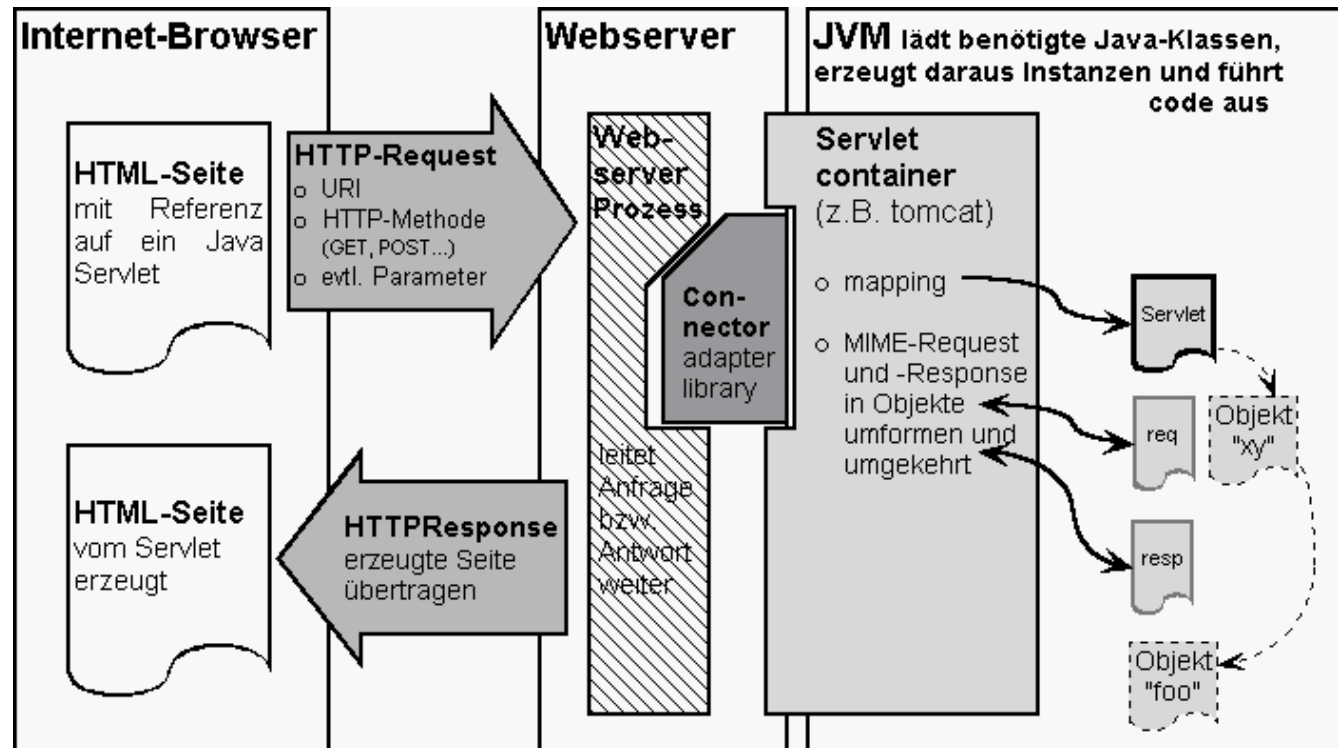 Internet-Browser
HTML-Seite
mit Referenz
auf ein Java
Servlet
HTTP-Request
o URI
o HTTP-Methode
(GET, POST...)
o evtl. Parameter
HTML-Seite
vom Servlet
erzeugt
HTTPResponse
erzeugte Seite
übertragen
Webserver
Web-
server
Prozess
Con-
nector
adapter
library
leitet
Anfrage
bzw.
Antwort
weiter
JVM lädt benötigte Java-Klassen,
erzeugt daraus Instanzen und führt
code aus
Servlet
container
(z.B. tomcat)
o mapping
o MIME-Request
und -Response
in Objekte
umformen und
umgekehrt
Servlet
req
Objekt
"xy"
resp
Objekt
"foo"